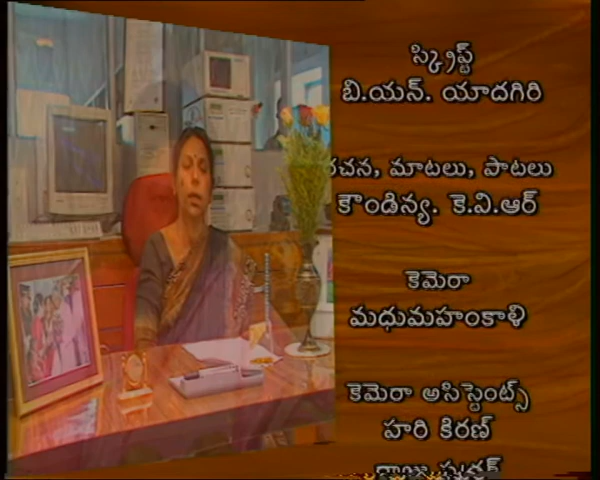 స్క్రిప్ట్
బి.యన్. యాదగిరి
రచన, మాటలు, పాటలు
కౌండిన్య. కె.వి.ఆర్
కెమెరా
మధుమహంకాళి
కెమెరా అసిస్టెంట్స్
హరి కిరణ్